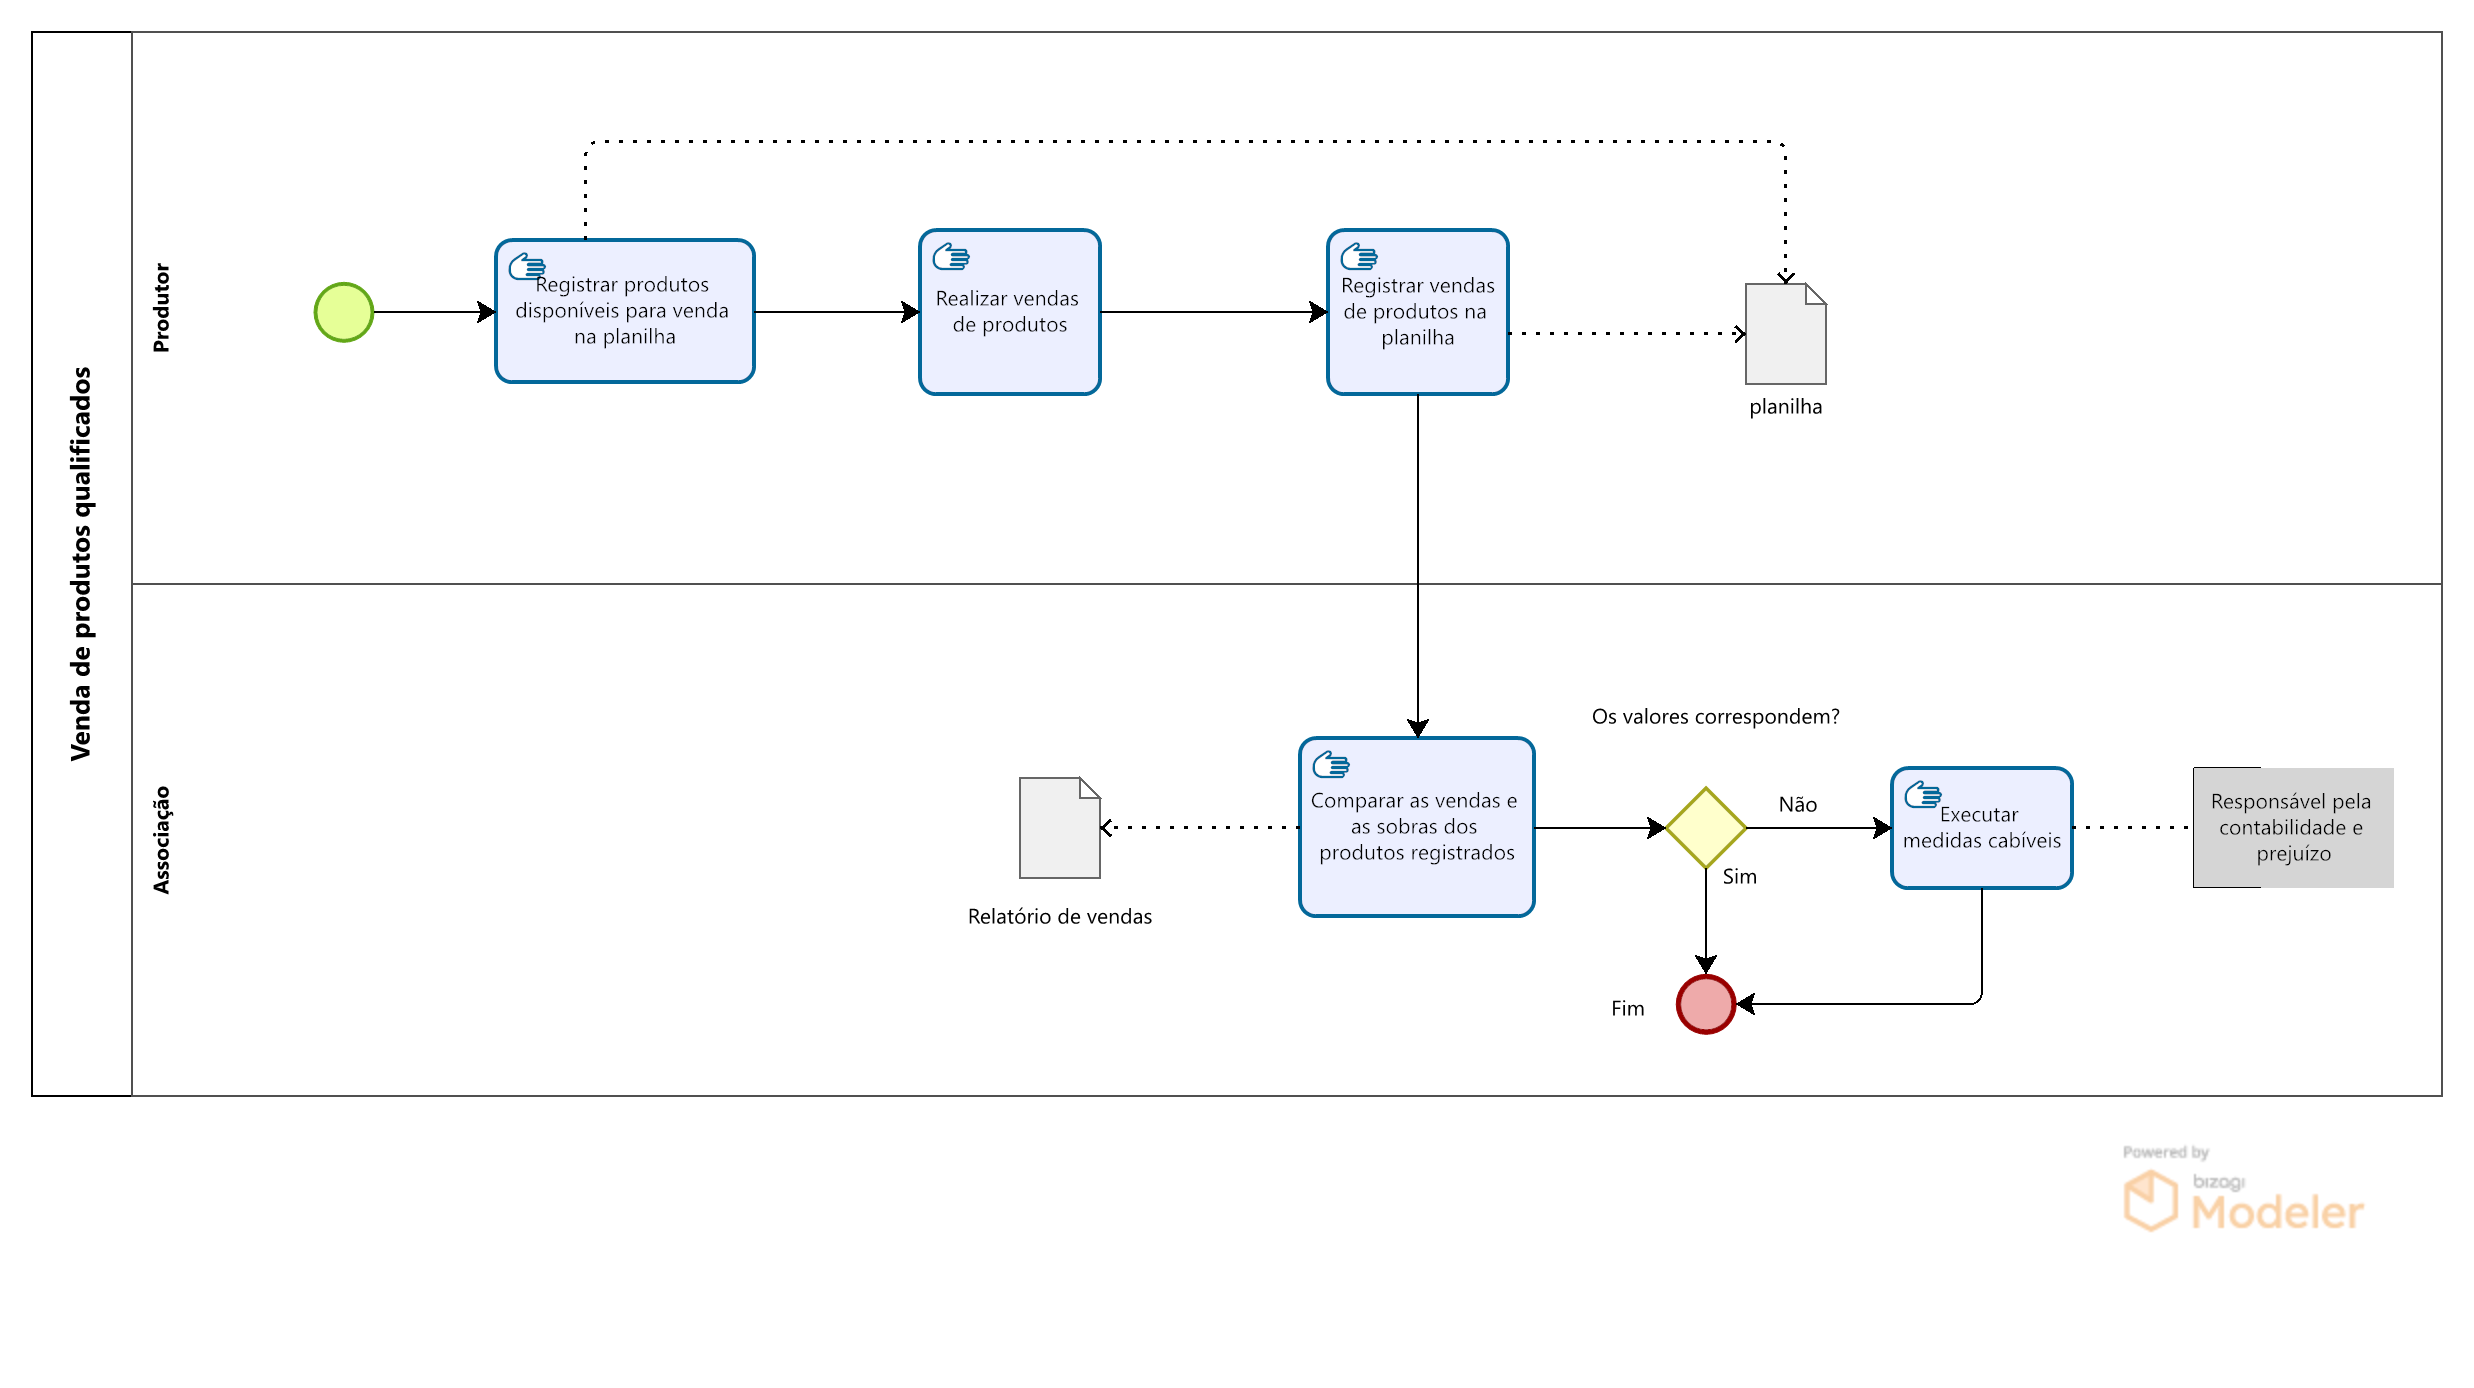 Venda de produtos qualificados
Produtor
Registrar produtos
disponíveis para venda
na planilha
Realizar vendas
de produtos
Registrar vendas
de produtos na
planilha
planilha
Associação
Relatório de vendas
Comparar as vendas e
as sobras dos
produtos registrados
Os valores correspondem?
Não
Sim
Executar
medidas cabíveis
Responsável pela
contabilidade e
prejuízo
Fim
Powered by
bizagi
Modeler